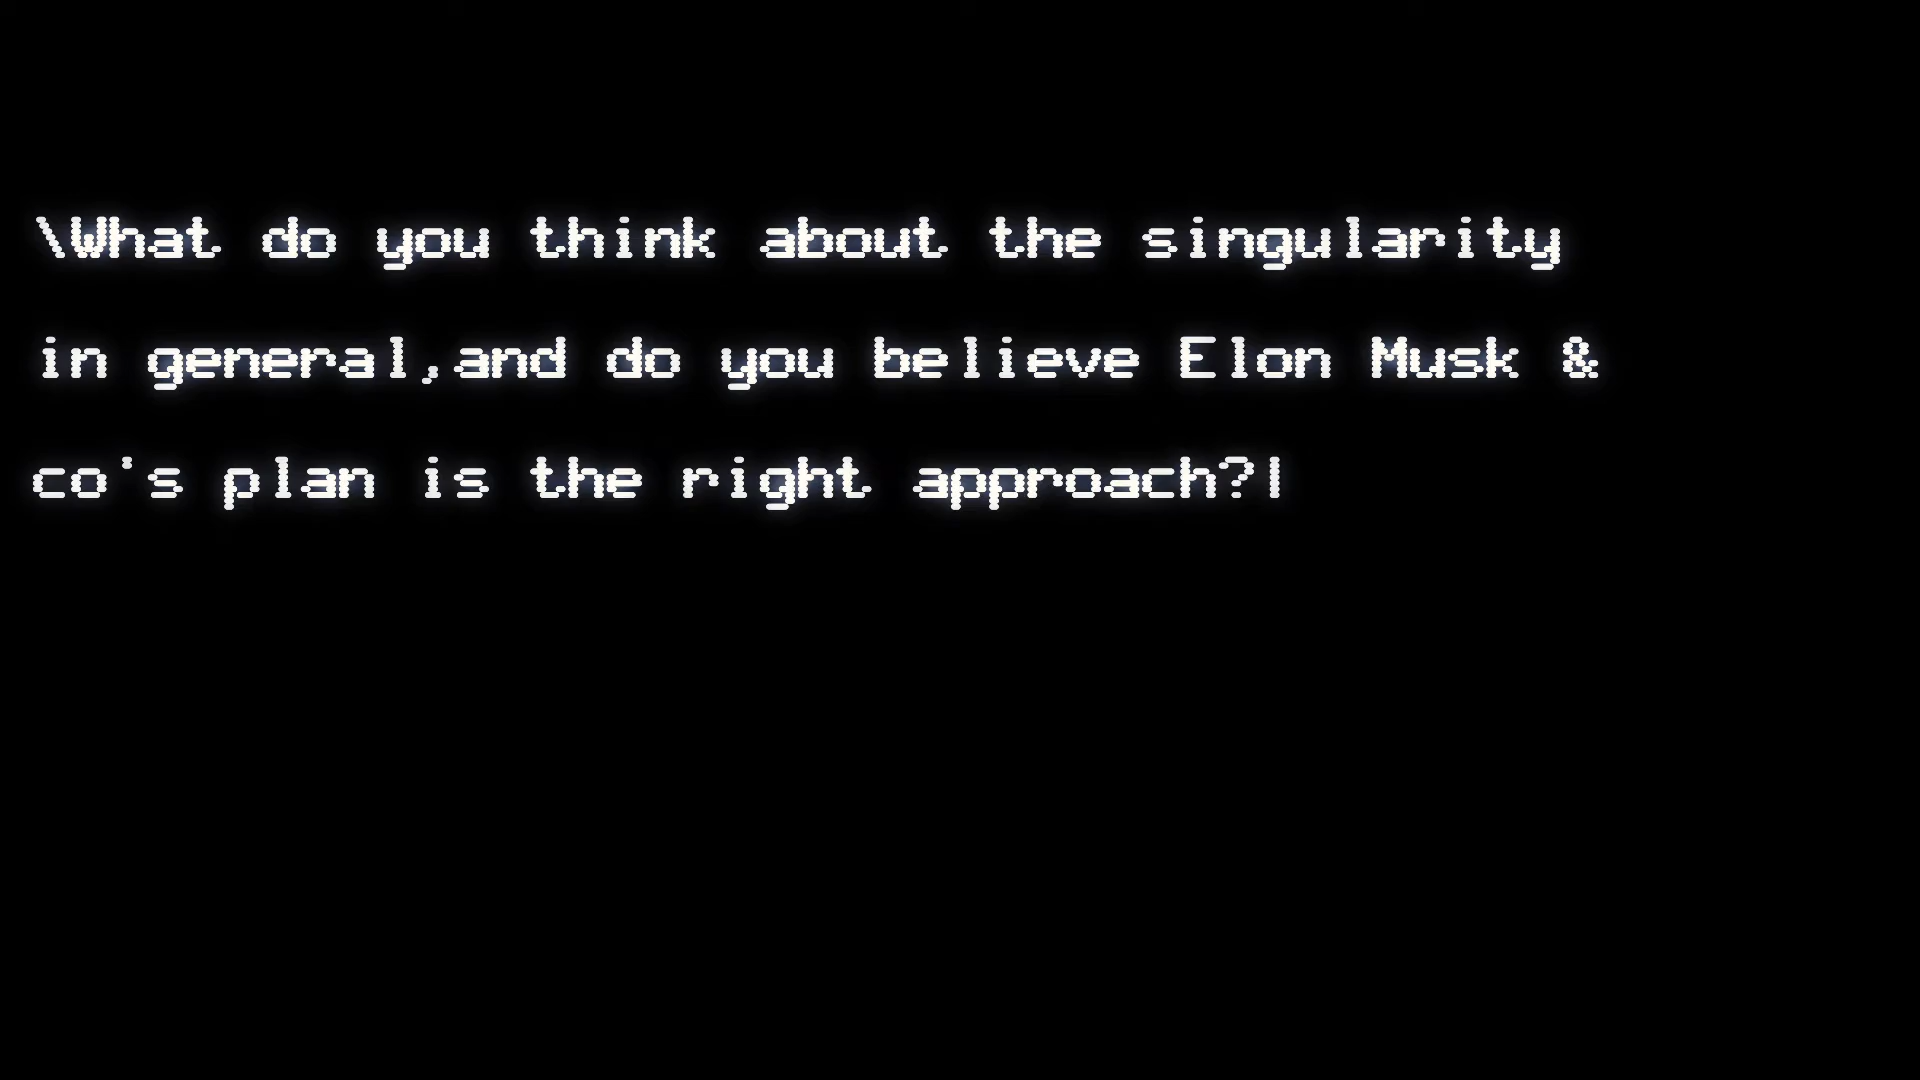 \What do you think about the singularity
in general,and do you believe Elon Musk &
co's plan is the right approach?|